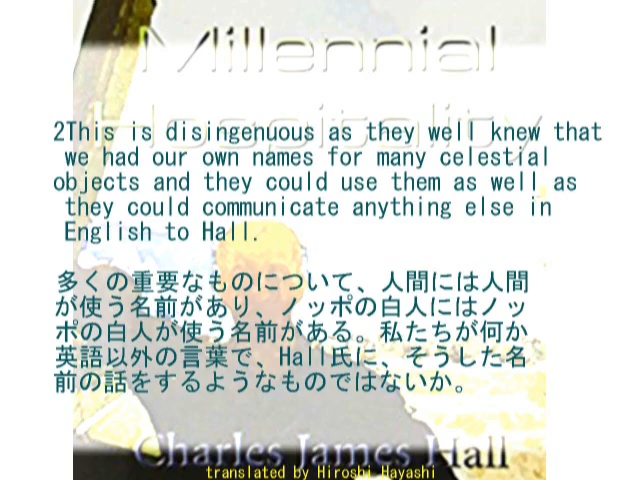 Millennial
Hospitality
2This is disingenuous as they well knew that
we had our own names for many celestial
objects and they could use them as well as
they could communicate anything else in
English to Hall.
多くの重要なものについて、人間には人間
が使う名前があり、ノッポの白人にはノッ
ポの白人が使う名前がある。私たちが何か
英語以外の言葉で、Hall氏に、そうした名
前の話をするようなものではないか。
Charles James Hall
translated by Hiroshi Hayashi